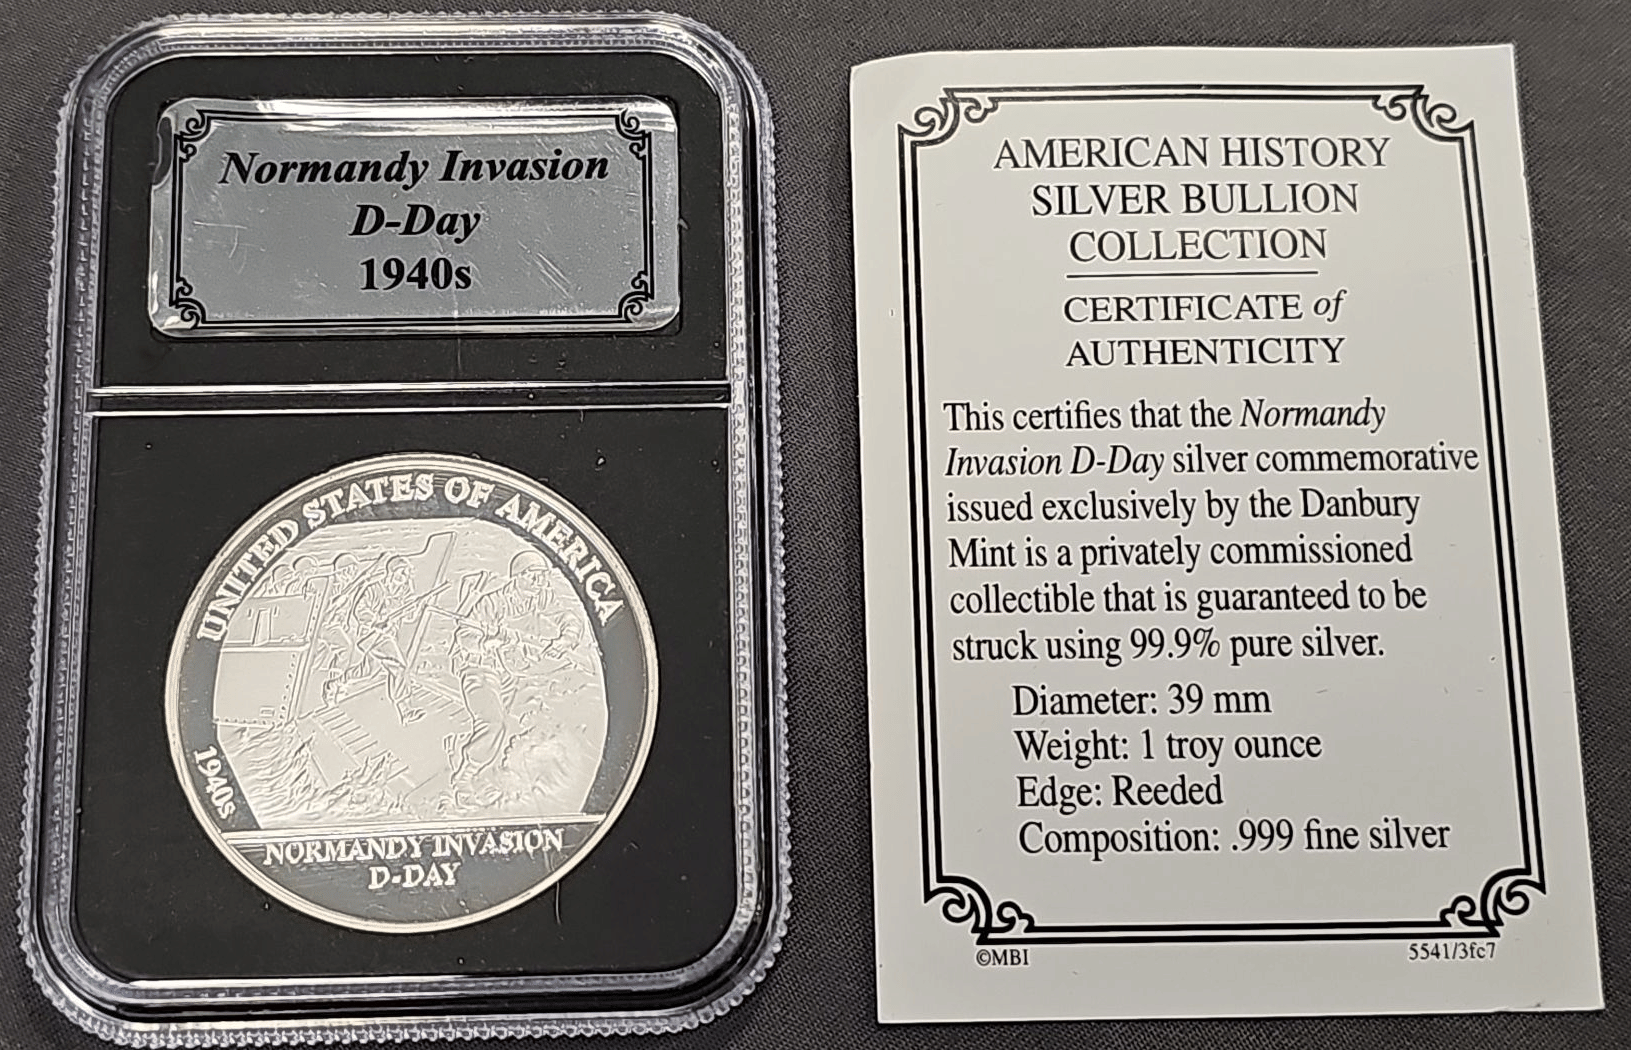 Normandy Invasion
D-Day
1940s
UNITED STATES OF AMERICA
1940s
NORMANDY INVASION
D-DAY
AMERICAN HISTORY
SILVER BULLION
COLLECTION
CERTIFICATE of
AUTHENTICITY
This certifies that the Normandy
Invasion D-Day silver commemorative
issued exclusively by the Danbury
Mint is a privately commissioned
collectible that is guaranteed to be
struck using 99.9% pure silver.
Diameter: 39 mm
Weight: 1 troy ounce
Edge: Reeded
Composition: .999 fine silver
©MBI
5541/3fc7